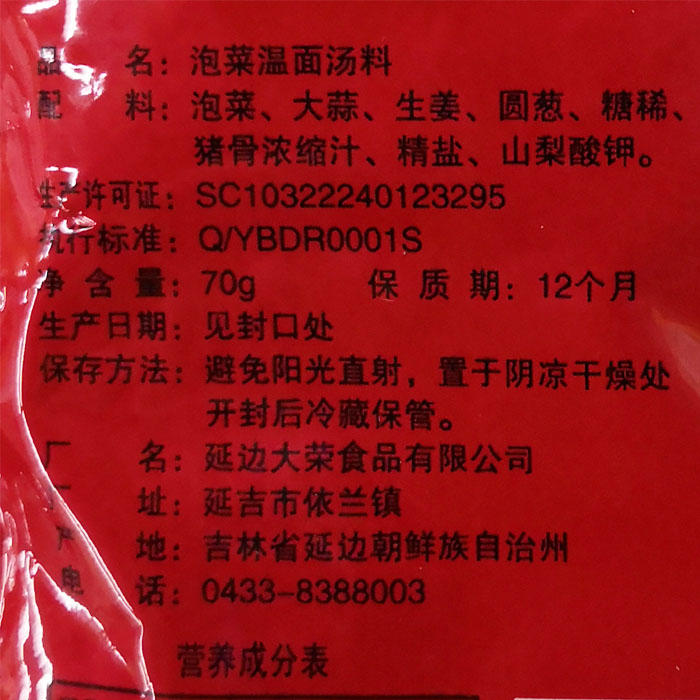 品 名：泡菜温面汤料
配 料：泡菜、大蒜、生姜、圆葱、糖稀、
猪骨浓缩汁、精盐、山梨酸钾。
生产许可证：SC10322240123295
执行标准：Q/YBDR0001S
净 含 量：70g 保 质 期：12个月
生产日期：见封口处
保存方法：避免阳光直射，置于阴凉干燥处
开封后冷藏保管。
厂 名：延边大荣食品有限公司
厂 址：延吉市依兰镇
产 地：吉林省延边朝鲜族自治州
电 话：0433-8388003
营养成分表